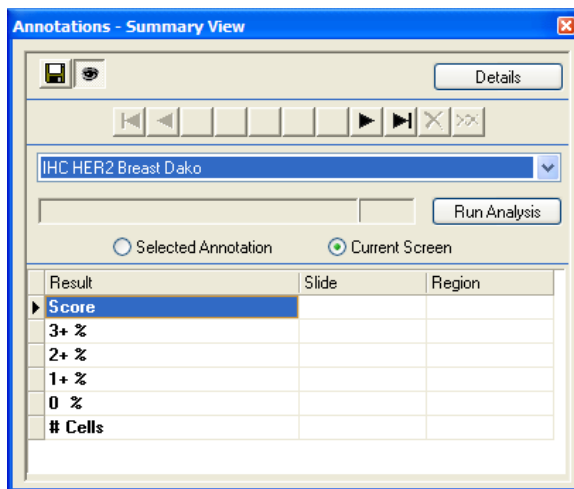 Annotations - Summary View
Details
IHC HER2 Breast Dako
Run Analysis
Selected Annotation Current Screen
Result Slide Region
Score
3+ %
2+ %
1+ %
0 %
# Cells